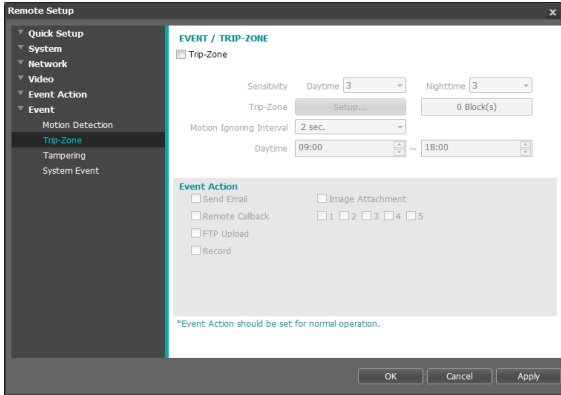 Remote Setup
x
Quick Setup
System
Network
Video
Event Action
Event
Motion Detection
Trip-Zone
Tampering
System Event
EVENT / TRIP-ZONE
Trip-Zone
Sensitivity Daytime 3 Nighttime 3
Trip-Zone Setup... 0 Block(s)
Motion Ignoring Interval 2 sec.
Daytime 09:00 ~ 18:00
Event Action
Send Email Image Attachment
Remote Callback 1 2 3 4 5
FTP Upload
Record
*Event Action should be set for normal operation.
OK Cancel Apply